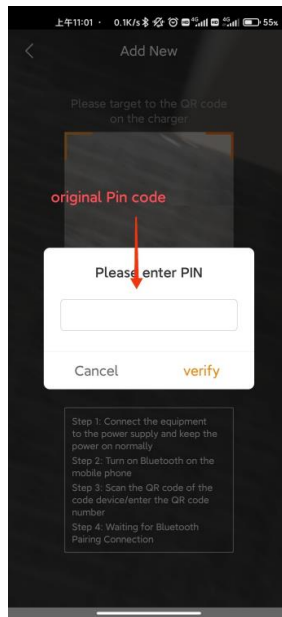 上午11:01 · 0.1K/s 4G 4G 55%
Add New
Please target to the QR code
on the charger
original Pin code
Please enter PIN
Cancel verify
Step 1: Connect the equipment
to the power supply and keep the
power on normally
Step 2: Turn on Bluetooth on the
mobile phone
Step 3: Scan the QR code of the
code device/enter the QR code
number
Step 4: Waiting for Bluetooth
Pairing Connection